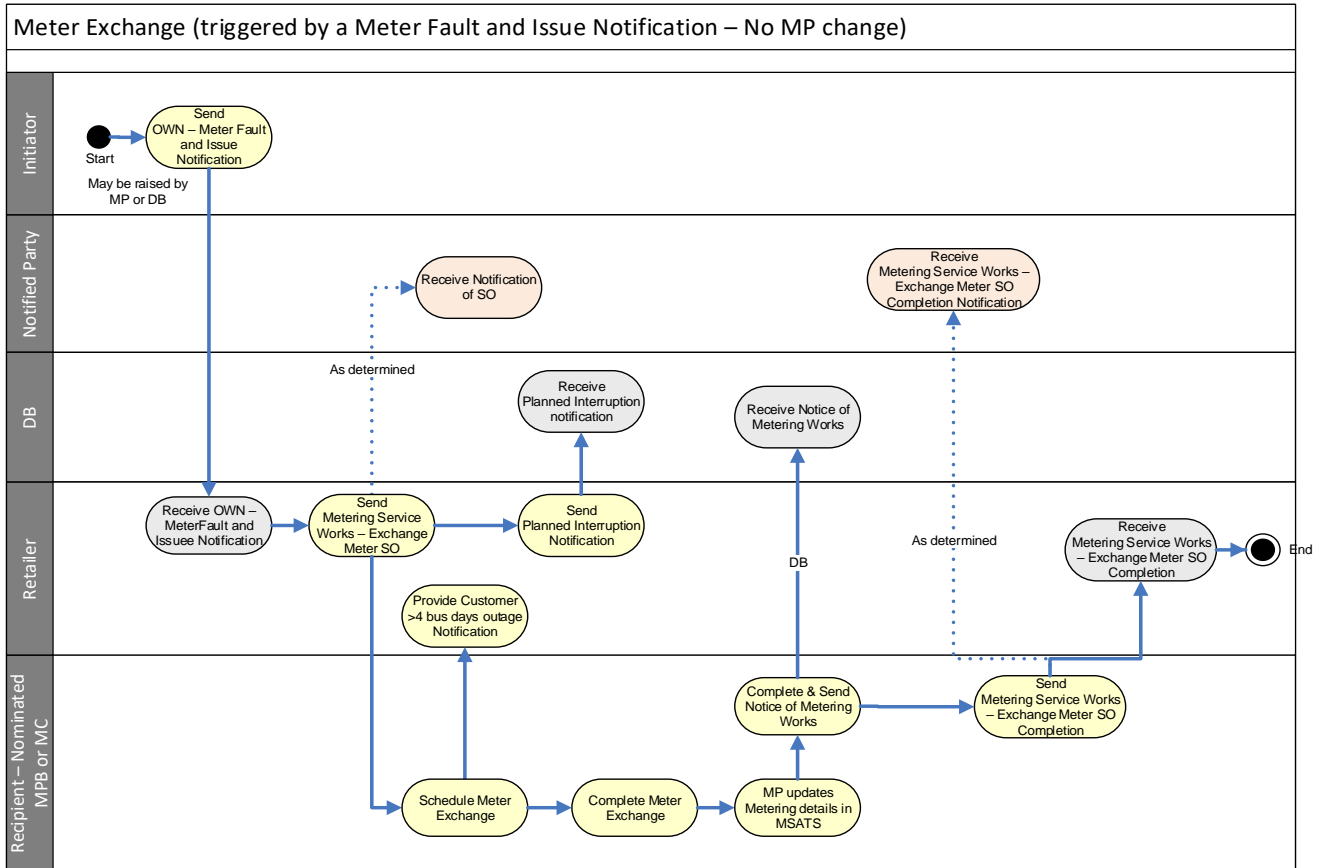 Meter Exchange (triggered by a Meter Fault and Issue Notification – No MP change)
Initiator
Start
Send
OWN – Meter Fault
and Issue
Notification
May be raised by
MP or DB
Notified Party
Receive Notification
of SO
Receive
Metering Service Works –
Exchange Meter SO
Completion Notification
As determined
DB
Receive
Planned Interruption
notification
Receive Notice of
Metering Works
Retailer
Receive OWN –
MeterFault and
Issuee Notification
Send
Metering Service
Works – Exchange
Meter SO
Send
Planned Interruption
Notification
As determined
Receive
Metering Service Works
– Exchange Meter SO
Completion
End
DB
Provide Customer
>4 bus days outage
Notification
Recipient – Nominated
MPB or MC
Complete & Send
Notice of Metering
Works
Send
Metering Service Works
– Exchange Meter SO
Completion
Schedule Meter
Exchange
Complete Meter
Exchange
MP updates
Metering details in
MSATS